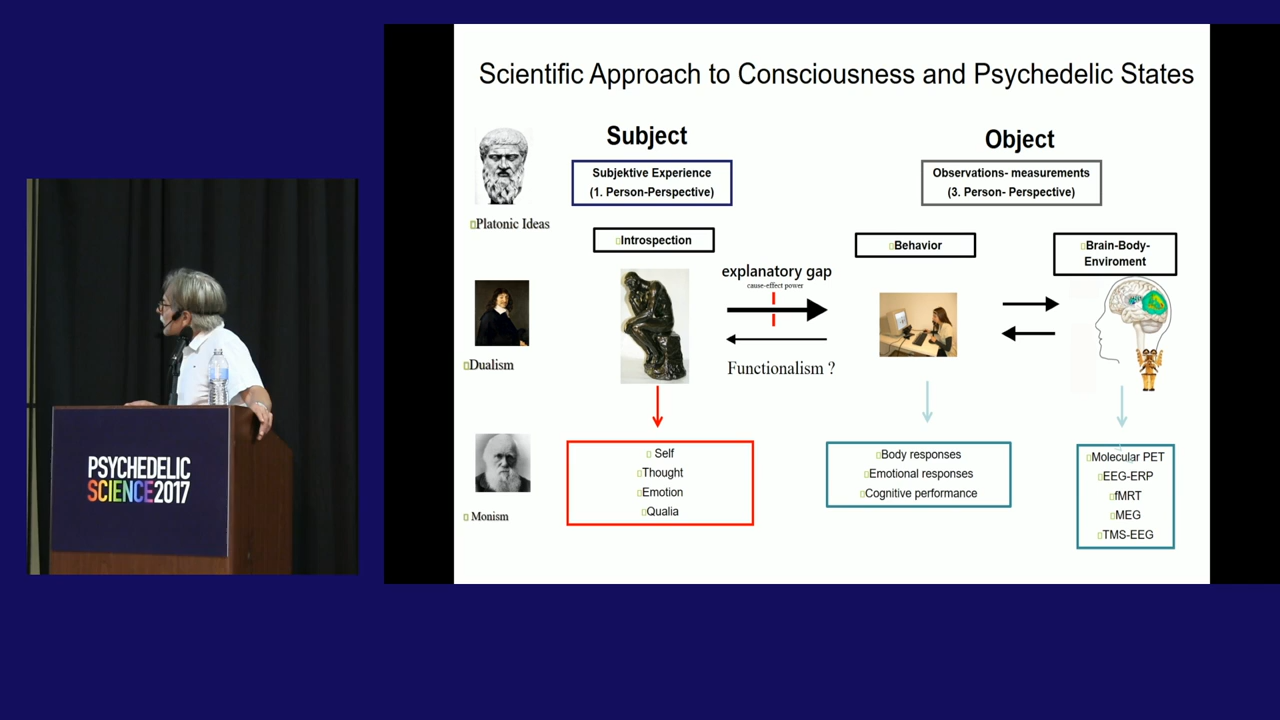 Scientific Approach to Consciousness and Psychedelic States
Subject
Object
Subjektive Experience
(1. Person-Perspective)
Observations- measurements
(3. Person- Perspective)
Platonic Ideas
Introspection
Behavior
Brain-Body-
Enviroment
explanatory gap
cause-effect power
Functionalism ?
Dualism
Self
Thought
Emotion
Qualia
Body responses
Emotional responses
Cognitive performance
Molecular PET
EEG-ERP
fMRT
MEG
TMS-EEG
Monism
PSYCHEDELIC
SCIENCE2017